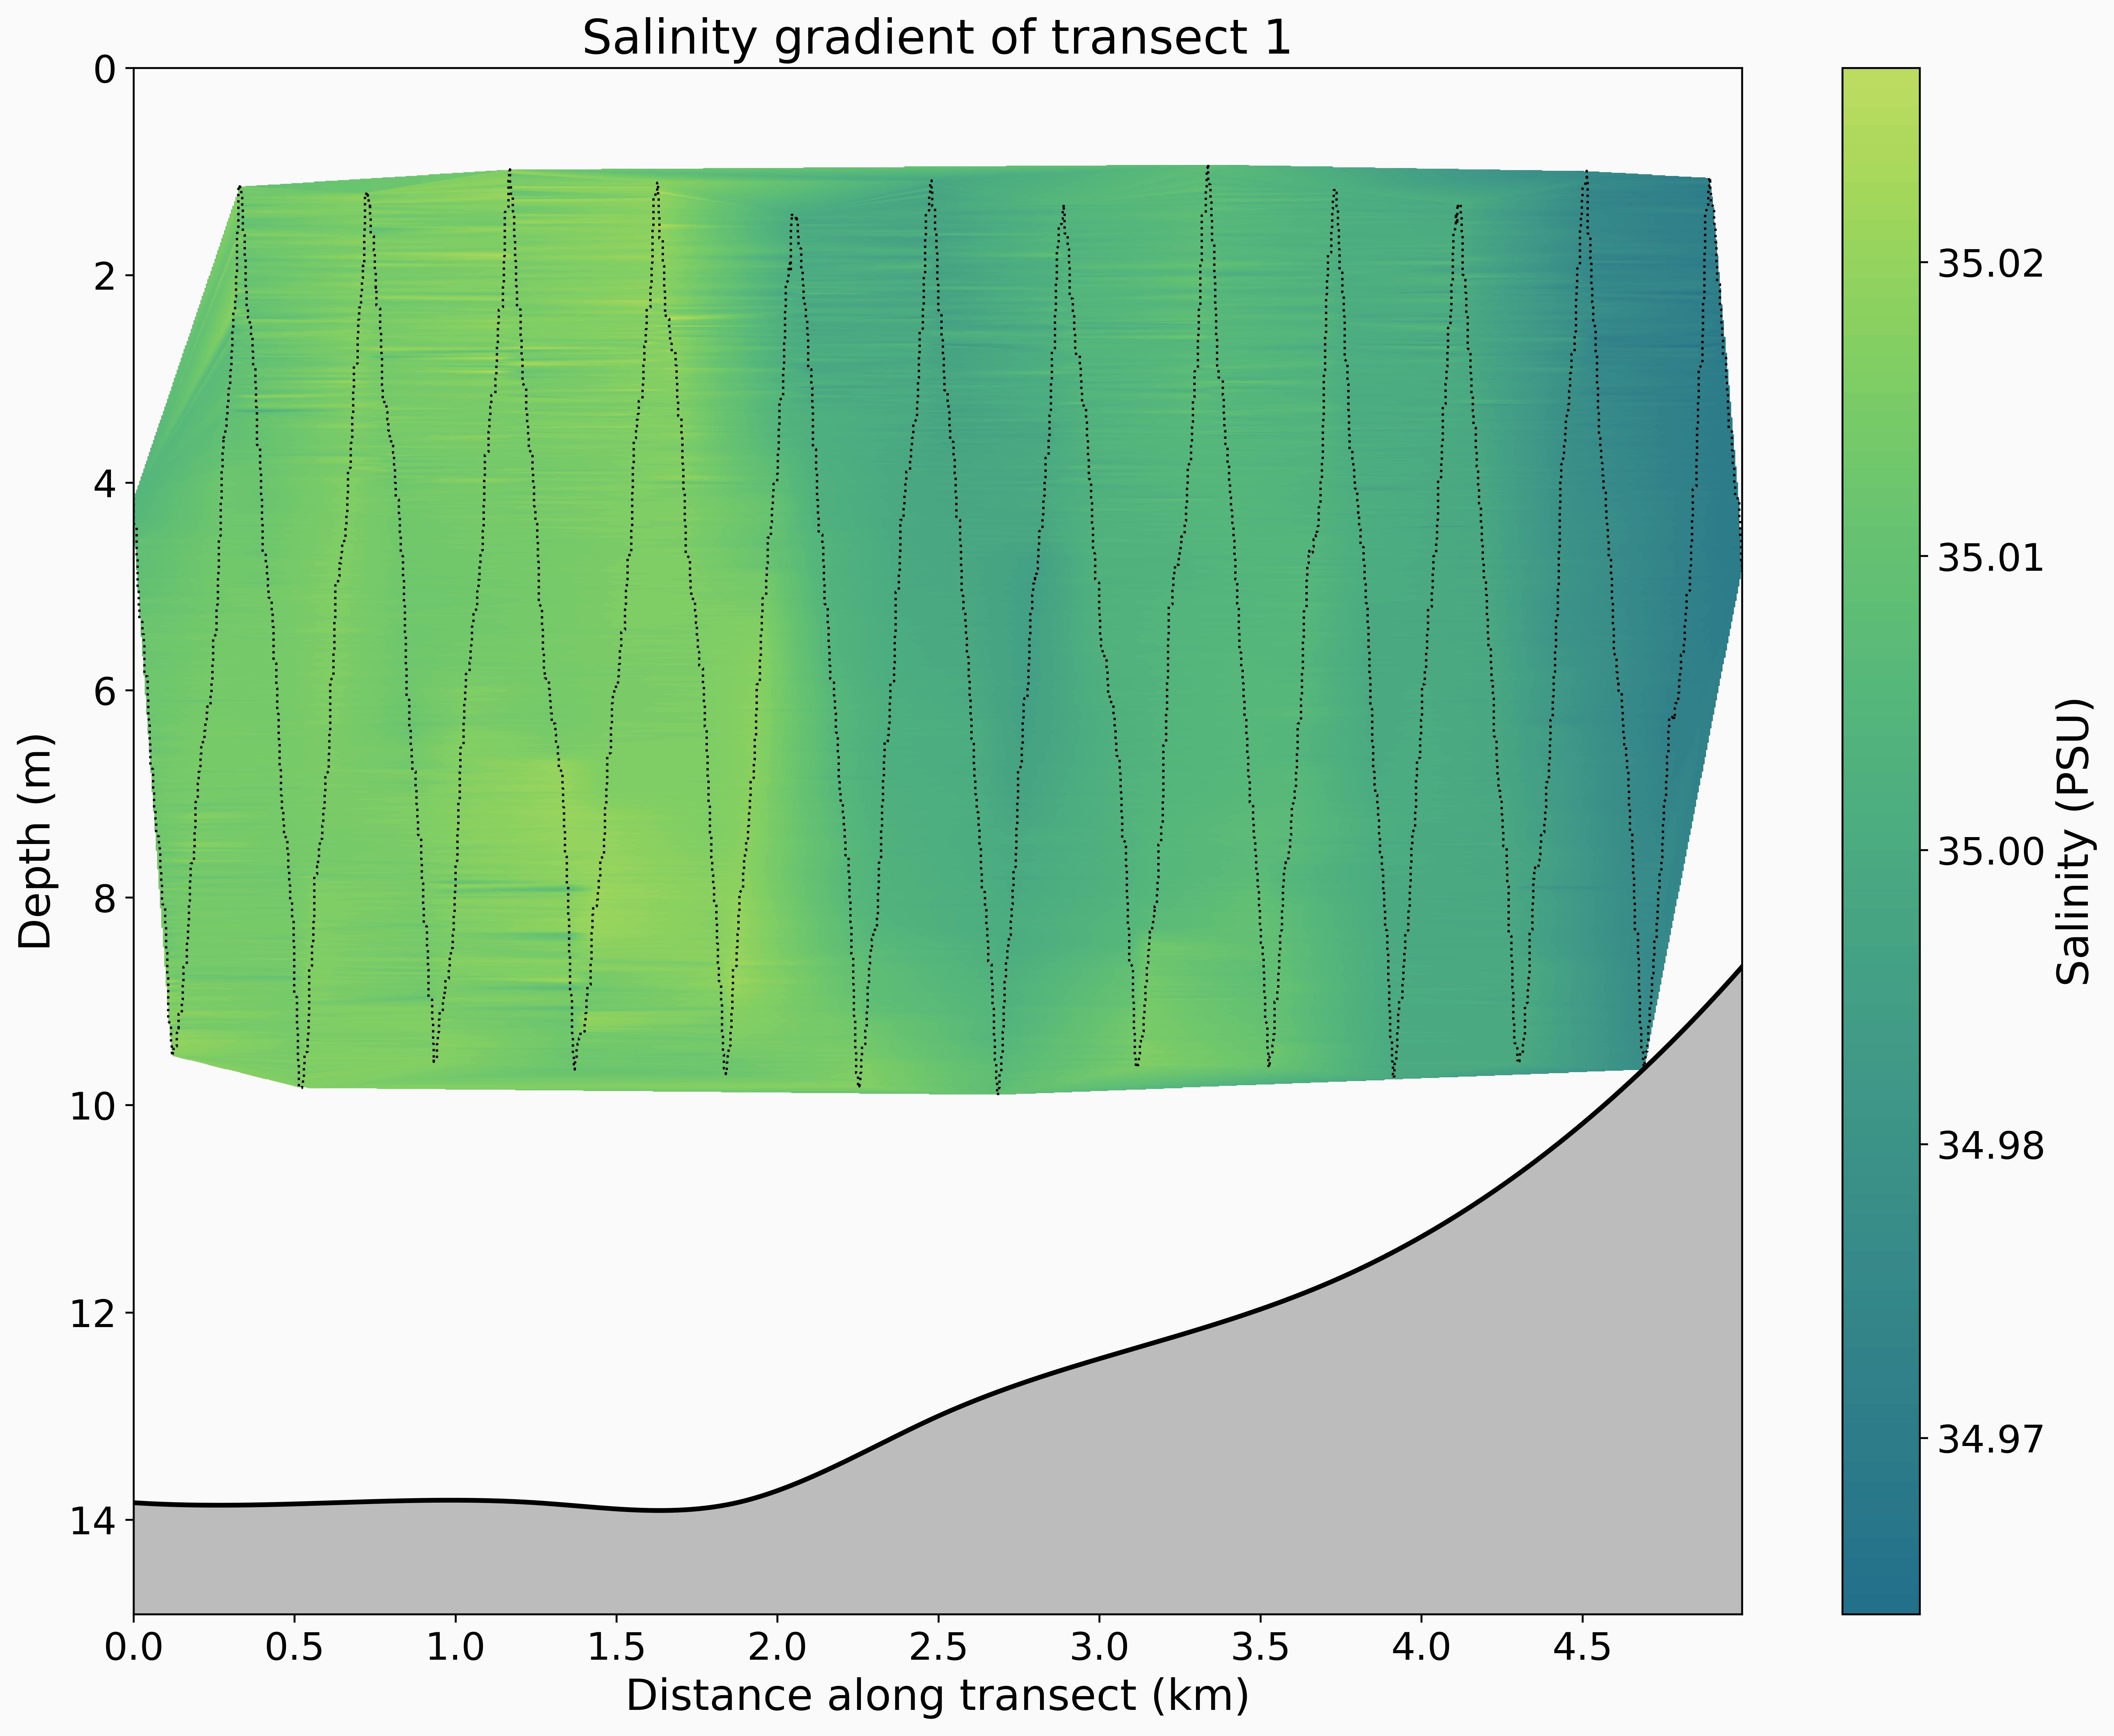 Salinity gradient of transect 1
0
2
4
6
8
10
12
14
Depth (m)
0.0 0.5 1.0 1.5 2.0 2.5 3.0 3.5 4.0 4.5
Distance along transect (km)
35.02
35.01
35.00
34.98
34.97
Salinity (PSU)